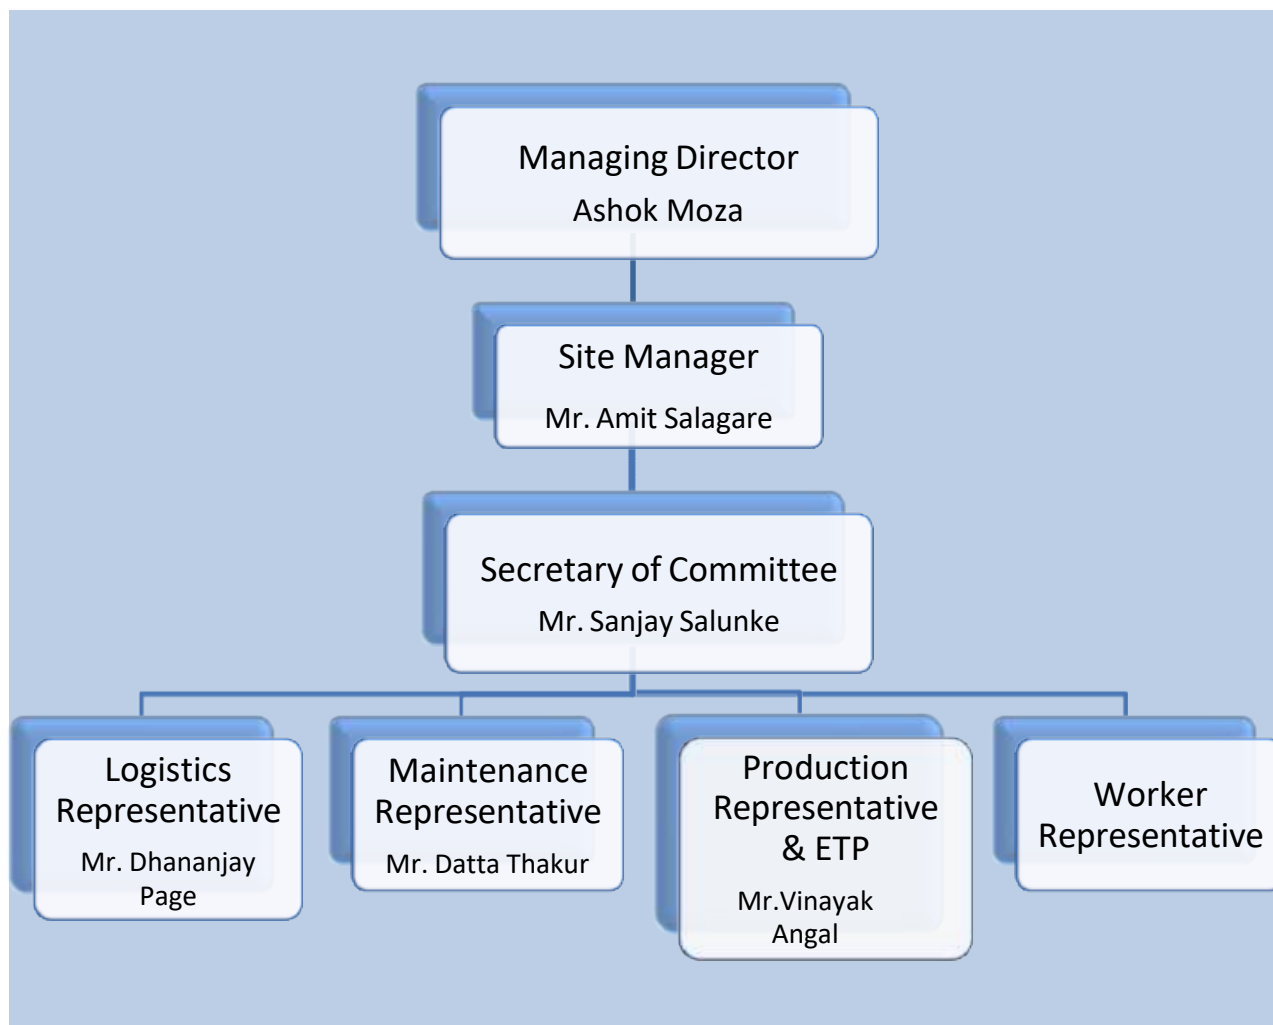 Managing Director
Ashok Moza
Site Manager
Mr. Amit Salagare
Secretary of Committee
Mr. Sanjay Salunke
Logistics
Representative
Mr. Dhananjay
Page
Maintenance
Representative
Mr. Datta Thakur
Production
Representative
& ETP
Mr.Vinayak
Angal
Worker
Representative